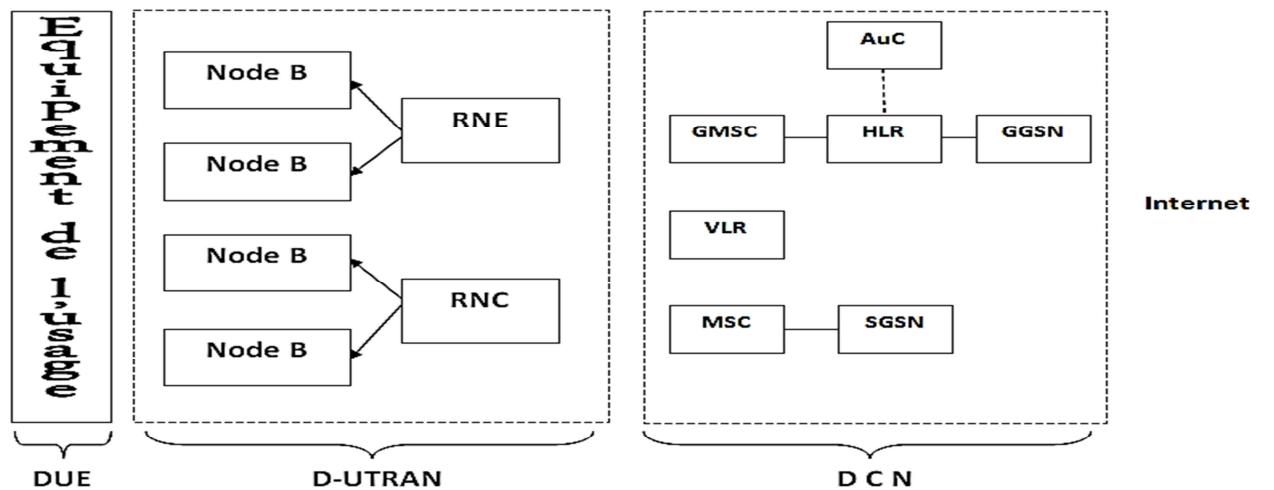 Equipement de l'usage
Node B
Node B
Node B
Node B
RNE
RNC
AuC
GMSC
HLR
GGSN
VLR
MSC
SGSN
Internet
DUE
D-UTRAN
D C N